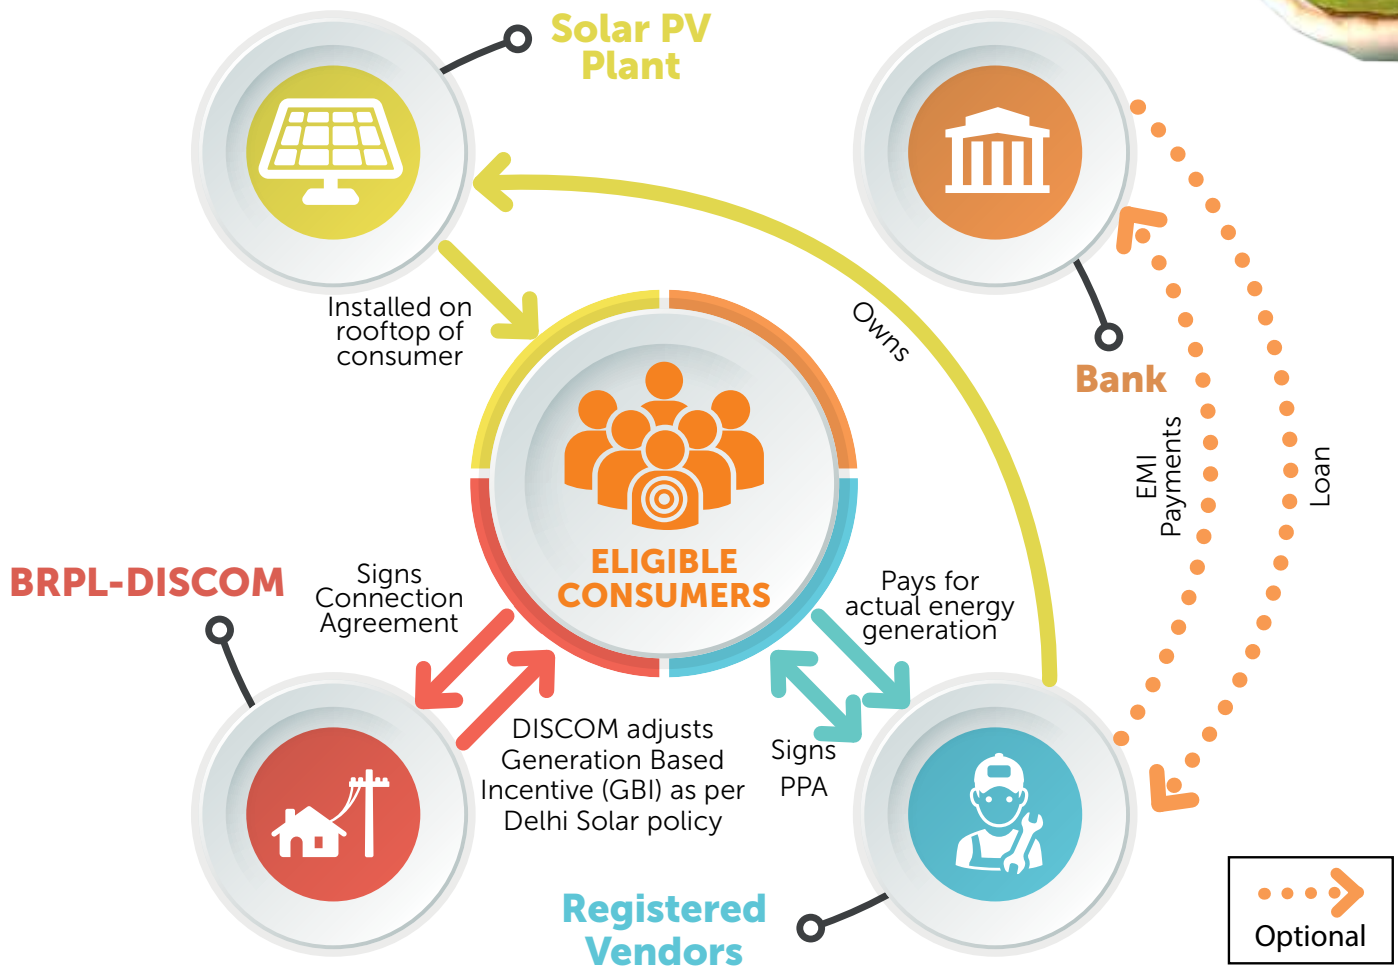 Solar PV
Plant
Installed on
rooftop of
consumer
Owns
Bank
EMI
Payments
Loan
ELIGIBLE
CONSUMERS
BRPL-DISCOM
Signs
Connection
Agreement
Pays for
actual energy
generation
DISCOM adjusts
Generation Based
Incentive (GBI) as per
Delhi Solar policy
Signs
PPA
Registered
Vendors
Optional